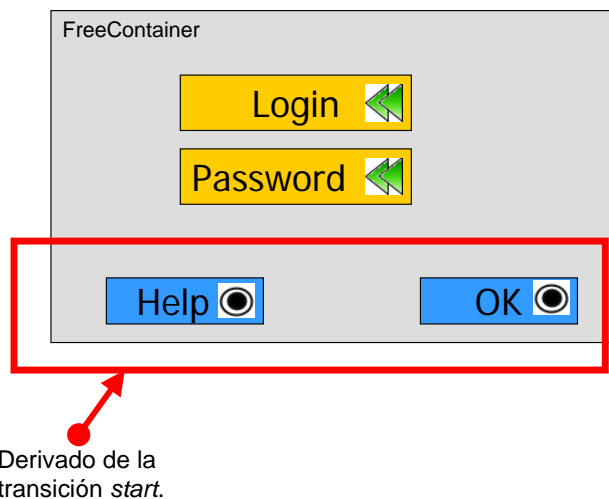 FreeContainer
Login
Password
Help
OK
Derivado de la
transición start.